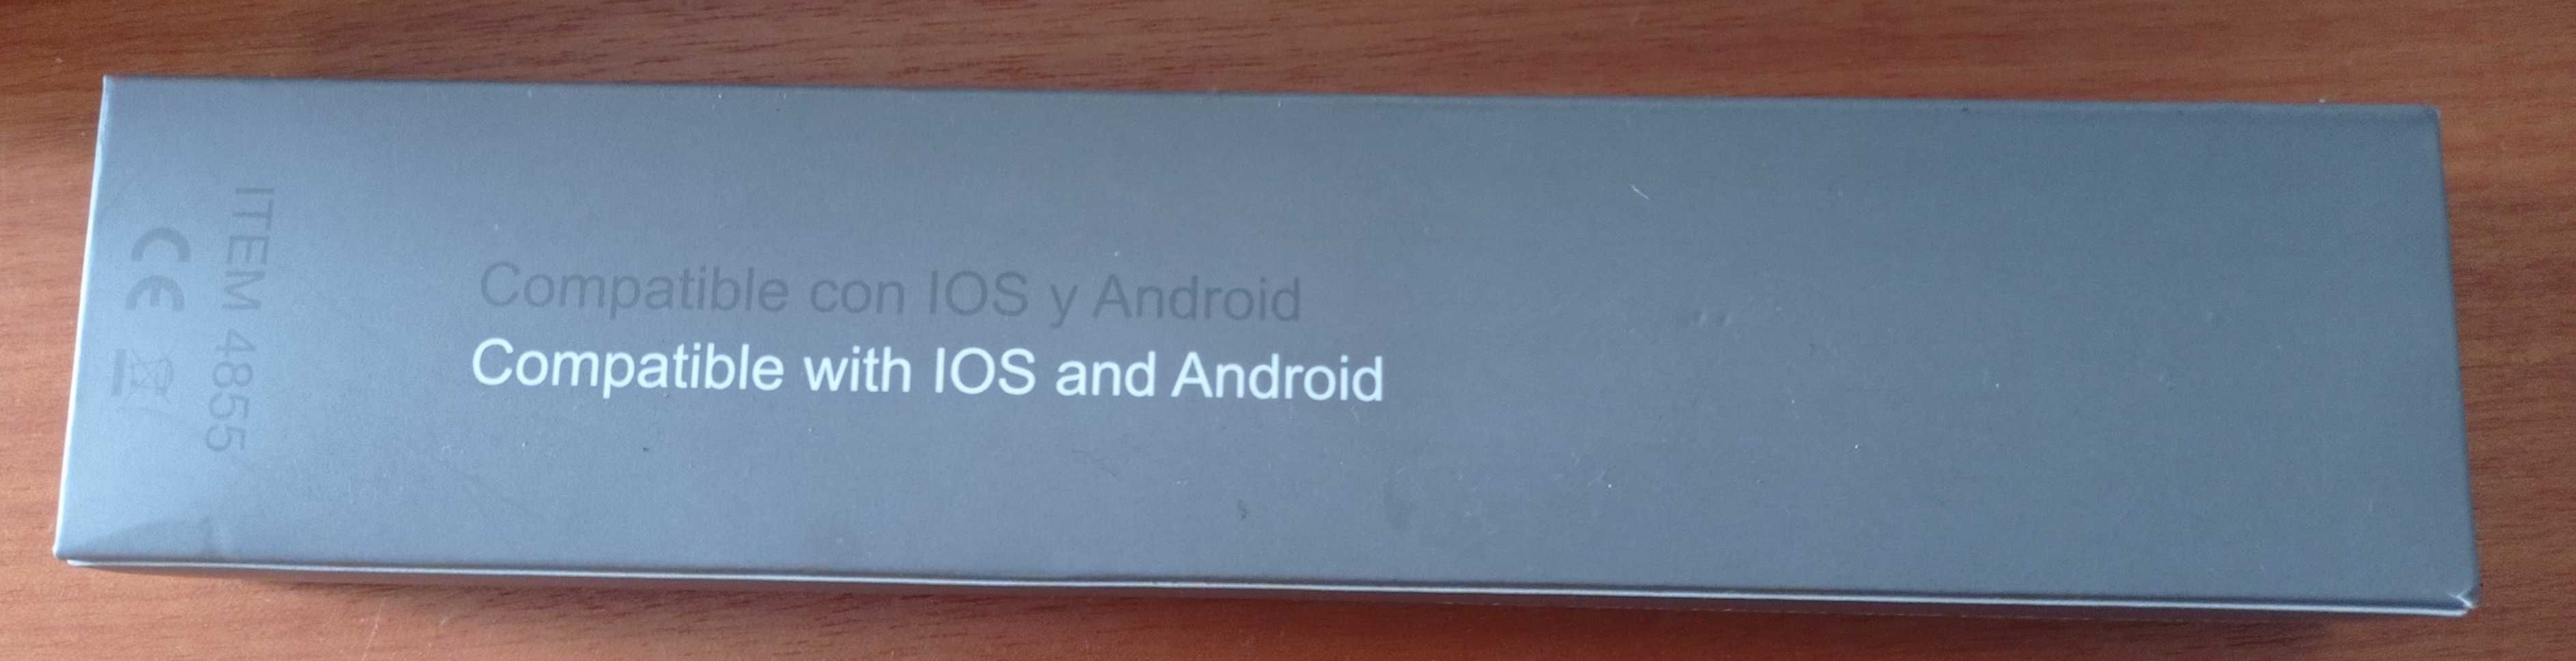 ITEM 4855
CE
Compatible con IOS y Android
Compatible with IOS and Android